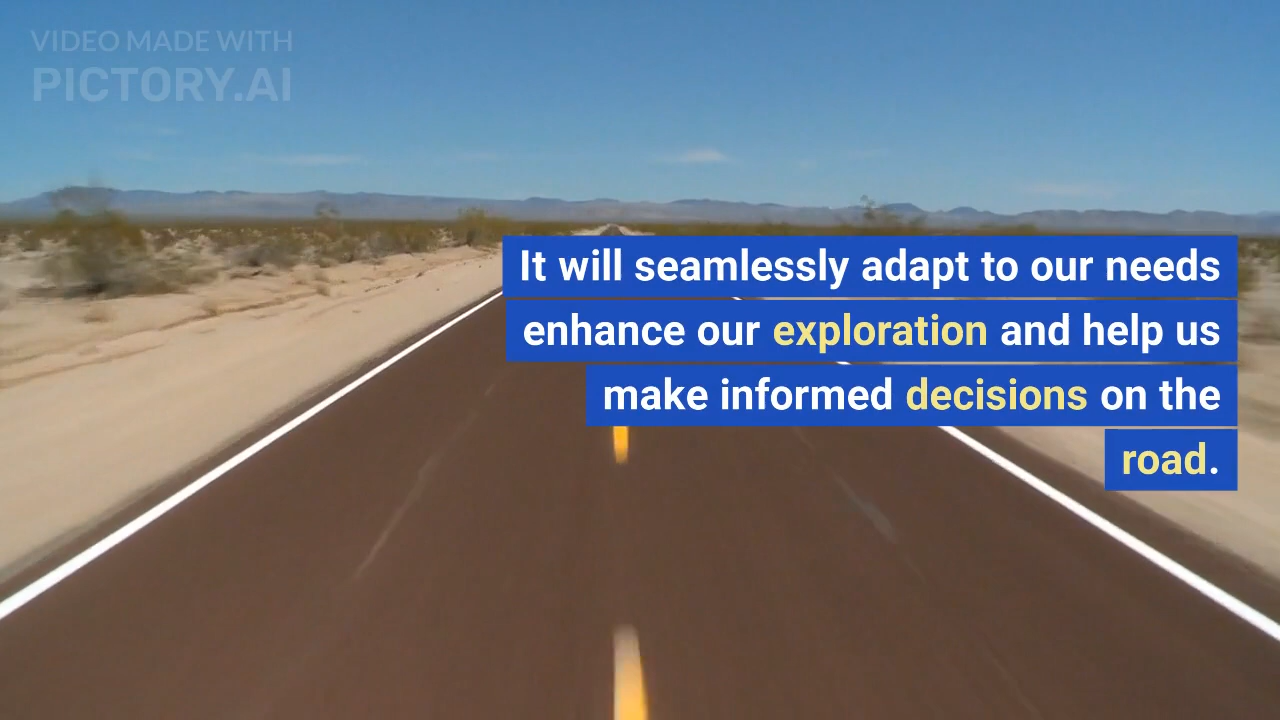 VIDEO MADE WITH
PICTORY.AI
It will seamlessly adapt to our needs
enhance our exploration and help us
make informed decisions on the
road.